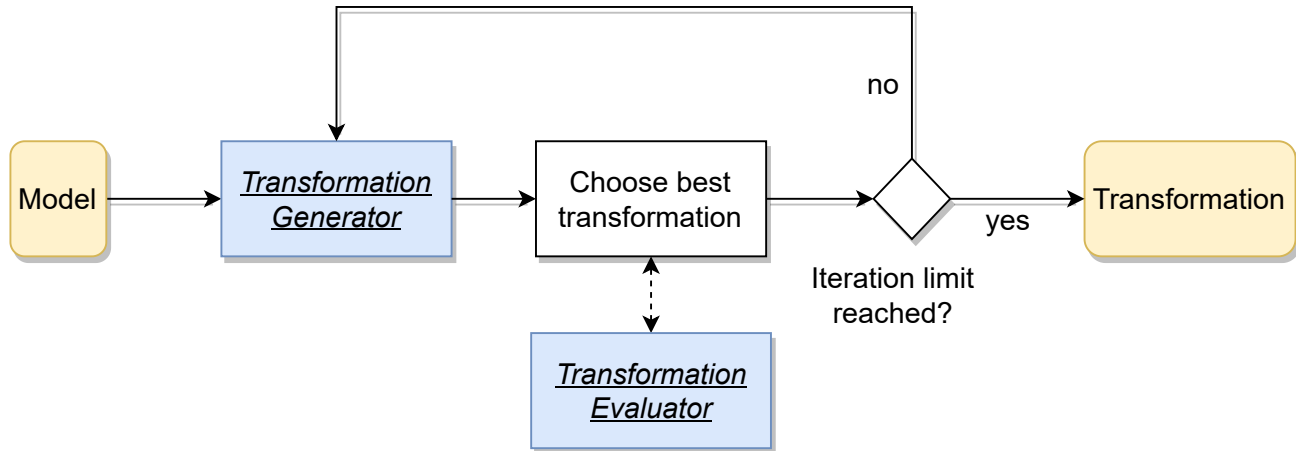 no
Model
Transformation
Generator
Choose best
transformation
yes
Transformation
Iteration limit
reached?
Transformation
Evaluator